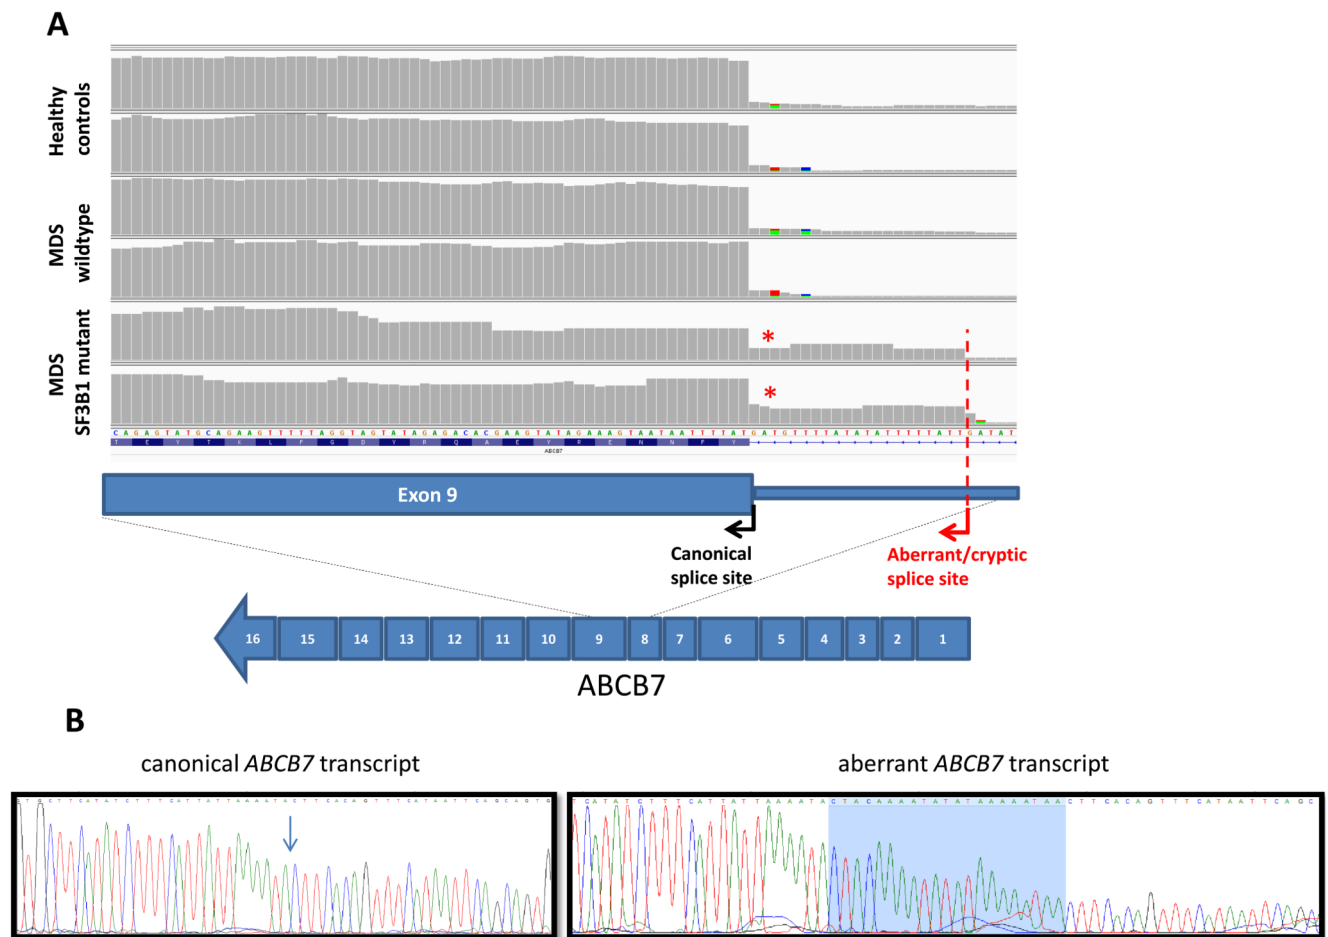 A
Healthy
controls
MDS
wildtype
MDS
SF3B1 mutant
*
*
C A G A G T A T G C A G A A G T T T T T A G G T A G T A T A G A G A C A C G A A G T A T A G A A A G T A A T A A T T T T A T G A T G T T T T A T A T A T T T T T A T T G A T A T
T E Y T K L F G D Y R Q A E Y R E N N F Y
ABCB7
Exon 9
Canonical
splice site
Aberrant/cryptic
splice site
16 15 14 13 12 11 10 9 8 7 6 5 4 3 2 1
ABCB7
B
canonical ABCB7 transcript
aberrant ABCB7 transcript
T C A T A T C T T T C A T T A T T A A A A T A C T A C A A A A T A T A T A A A A A T A A C T T C A C A G T T T C A T A A T T C A G C